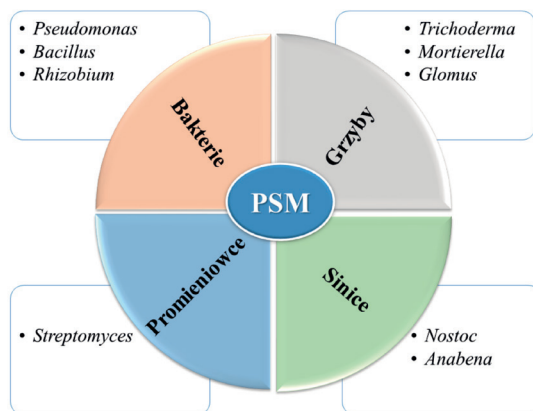 • Pseudomonas
• Bacillus
• Rhizobium
• Trichoderma
• Mortierella
• Glomus
Bakterie
Grzyby
PSM
Promieniowce
Sinice
• Streptomyces
• Nostoc
• Anabena